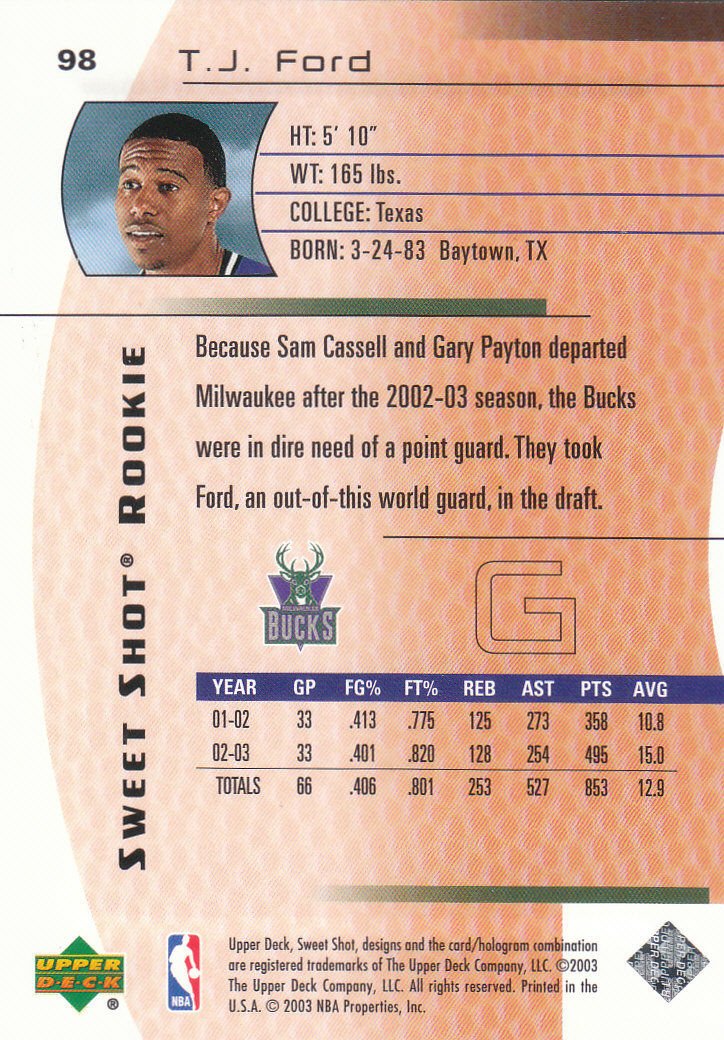 98
T.J. Ford
HT: 5' 10"
WT: 165 lbs.
COLLEGE: Texas
BORN: 3-24-83 Baytown, TX
SWEET SHOT® ROOKIE
Because Sam Cassell and Gary Payton departed
Milwaukee after the 2002-03 season, the Bucks
were in dire need of a point guard. They took
Ford, an out-of-this world guard, in the draft.
MILWAUKEE
BUCKS
G
YEAR GP FG% FT% REB AST PTS AVG
01-02 33 .413 .775 125 273 358 10.8
02-03 33 .401 .820 128 254 495 15.0
TOTALS 66 .406 .801 253 527 853 12.9
UPPER
D·E·C·K
®
NBA
Upper Deck, Sweet Shot, designs and the card/hologram combination
are registered trademarks of The Upper Deck Company, LLC. ©2003
The Upper Deck Company, LLC. All rights reserved. Printed in the
U.S.A. © 2003 NBA Properties, Inc.